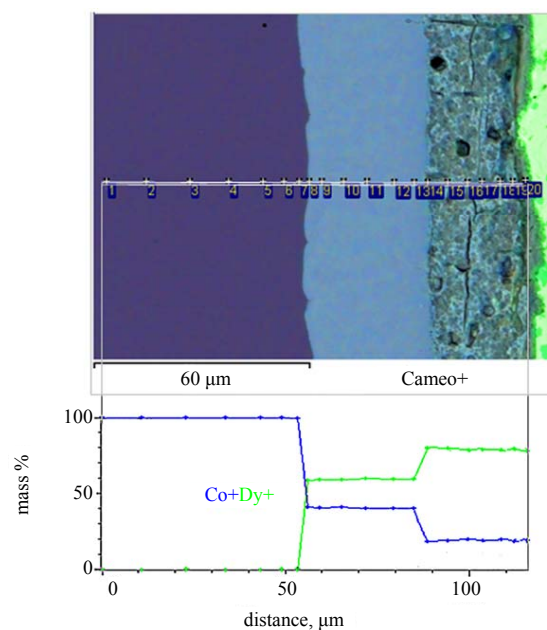 1 2 3 4 5 6 7 8 9 10 11 12 13 14 15 16 17 18 19 20
60 μm Cameo+
100
50
0
mass %
Co+Dy+
0 50 100
distance, μm